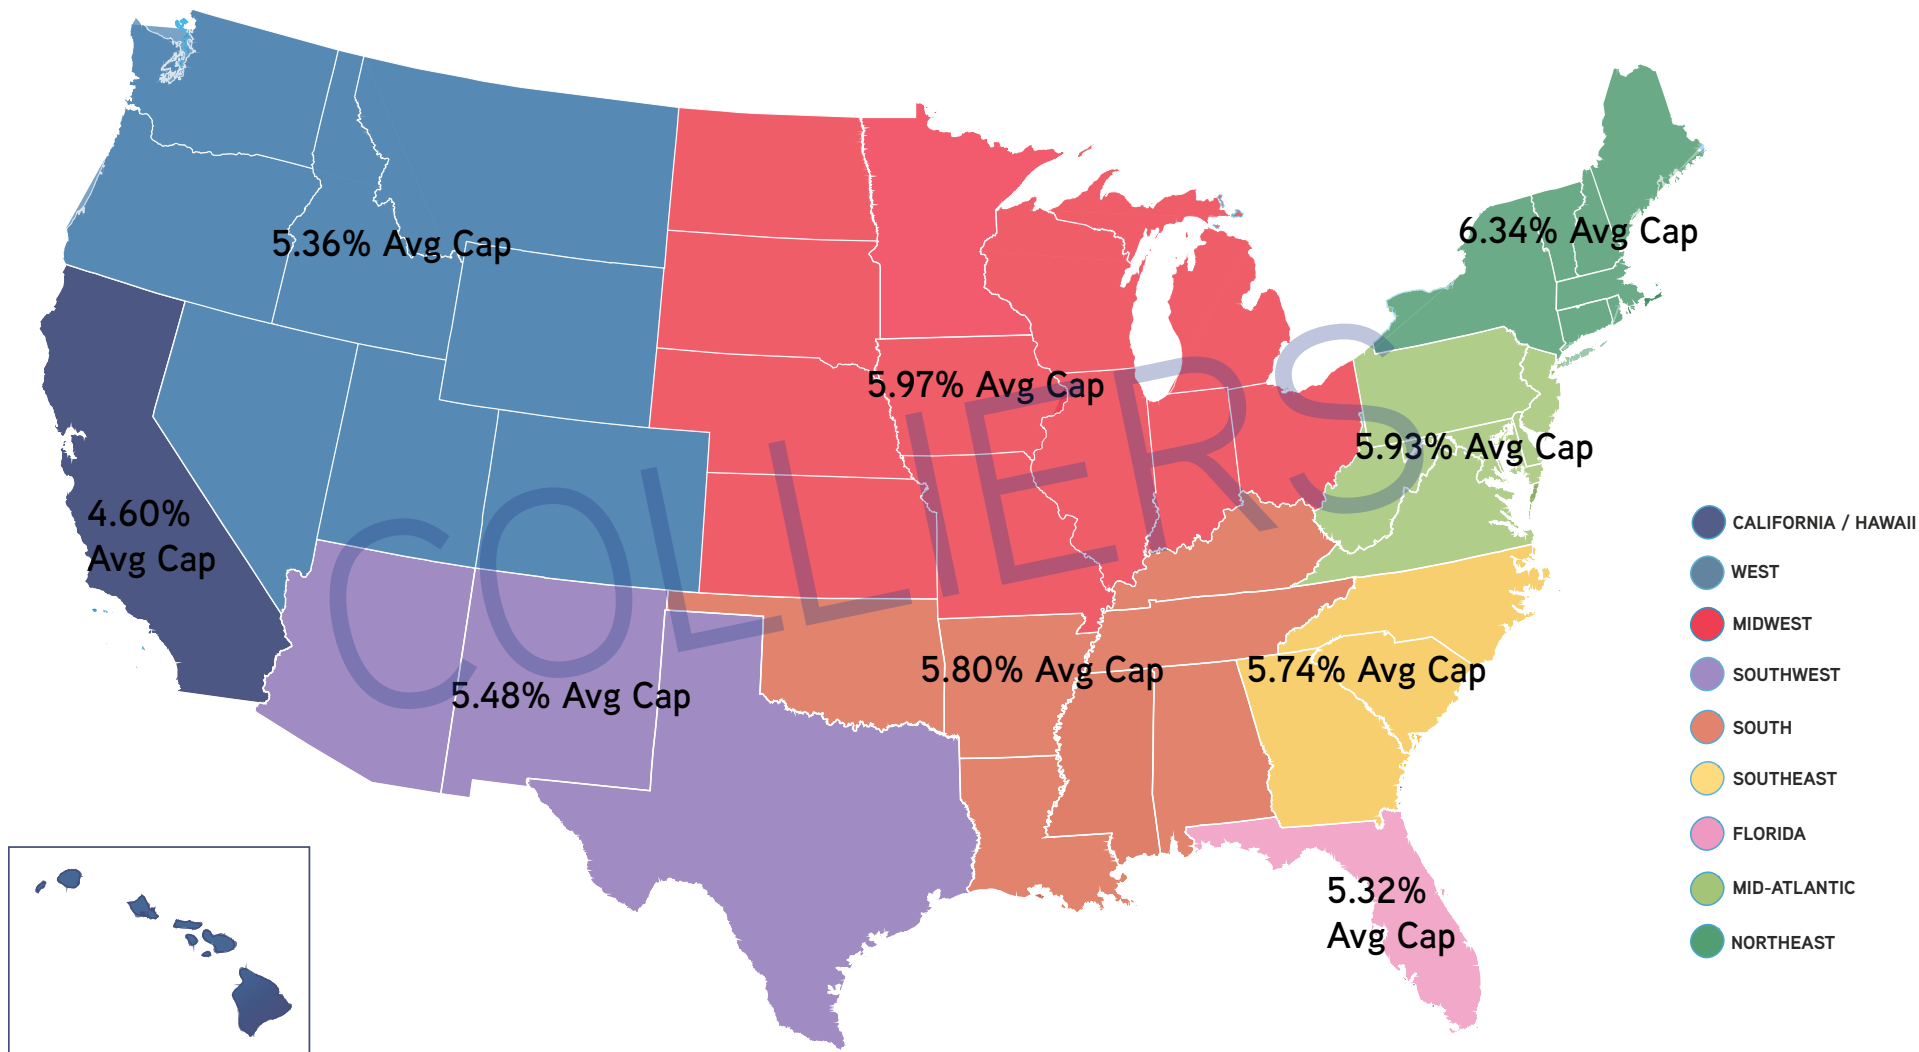 5.36% Avg Cap
6.34% Avg Cap
5.97% Avg Cap
5.93% Avg Cap
4.60%
Avg Cap
5.48% Avg Cap
5.80% Avg Cap
5.74% Avg Cap
5.32%
Avg Cap
COLLIERS
CALIFORNIA / HAWAII
WEST
MIDWEST
SOUTHWEST
SOUTH
SOUTHEAST
FLORIDA
MID-ATLANTIC
NORTHEAST